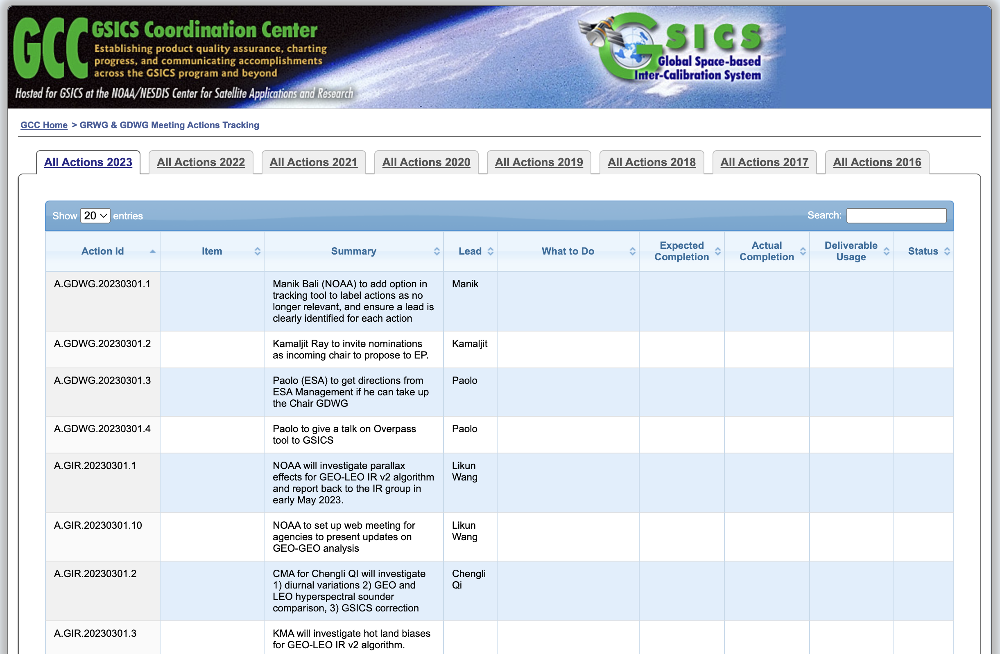 GCC GSICS Coordination Center
Establishing product quality assurance, charting
progress, and communicating accomplishments
across the GSICS program and beyond
Hosted for GSICS at the NOAA/NESDIS Center for Satellite Applications and Research
GSICS
Global Space-based
Inter-Calibration System
GCC Home > GRWG & GDWG Meeting Actions Tracking
All Actions 2023 All Actions 2022 All Actions 2021 All Actions 2020 All Actions 2019 All Actions 2018 All Actions 2017 All Actions 2016
Show 20 entries Search:
Action Id Item Summary Lead What to Do Expected Completion Actual Completion Deliverable Usage Status
A.GDWG.20230301.1 Manik Bali (NOAA) to add option in Manik
tracking tool to label actions as no
longer relevant, and ensure a lead is
clearly identified for each action
A.GDWG.20230301.2 Kamaljit Ray to invite nominations Kamaljit
as incoming chair to propose to EP.
A.GDWG.20230301.3 Paolo (ESA) to get directions from Paolo
ESA Management if he can take up
the Chair GDWG
A.GDWG.20230301.4 Paolo to give a talk on Overpass Paolo
tool to GSICS
A.GIR.20230301.1 NOAA will investigate parallax Likun
effects for GEO-LEO IR v2 algorithm Wang
and report back to the IR group in
early May 2023.
A.GIR.20230301.10 NOAA to set up web meeting for Likun
agencies to present updates on Wang
GEO-GEO analysis
A.GIR.20230301.2 CMA for Chengli QI will investigate Chengli
1) diurnal variations 2) GEO and Qi
LEO hyperspectral sounder
comparison, 3) GSICS correction
A.GIR.20230301.3 KMA will investigate hot land biases
for GEO-LEO IR v2 algorithm.